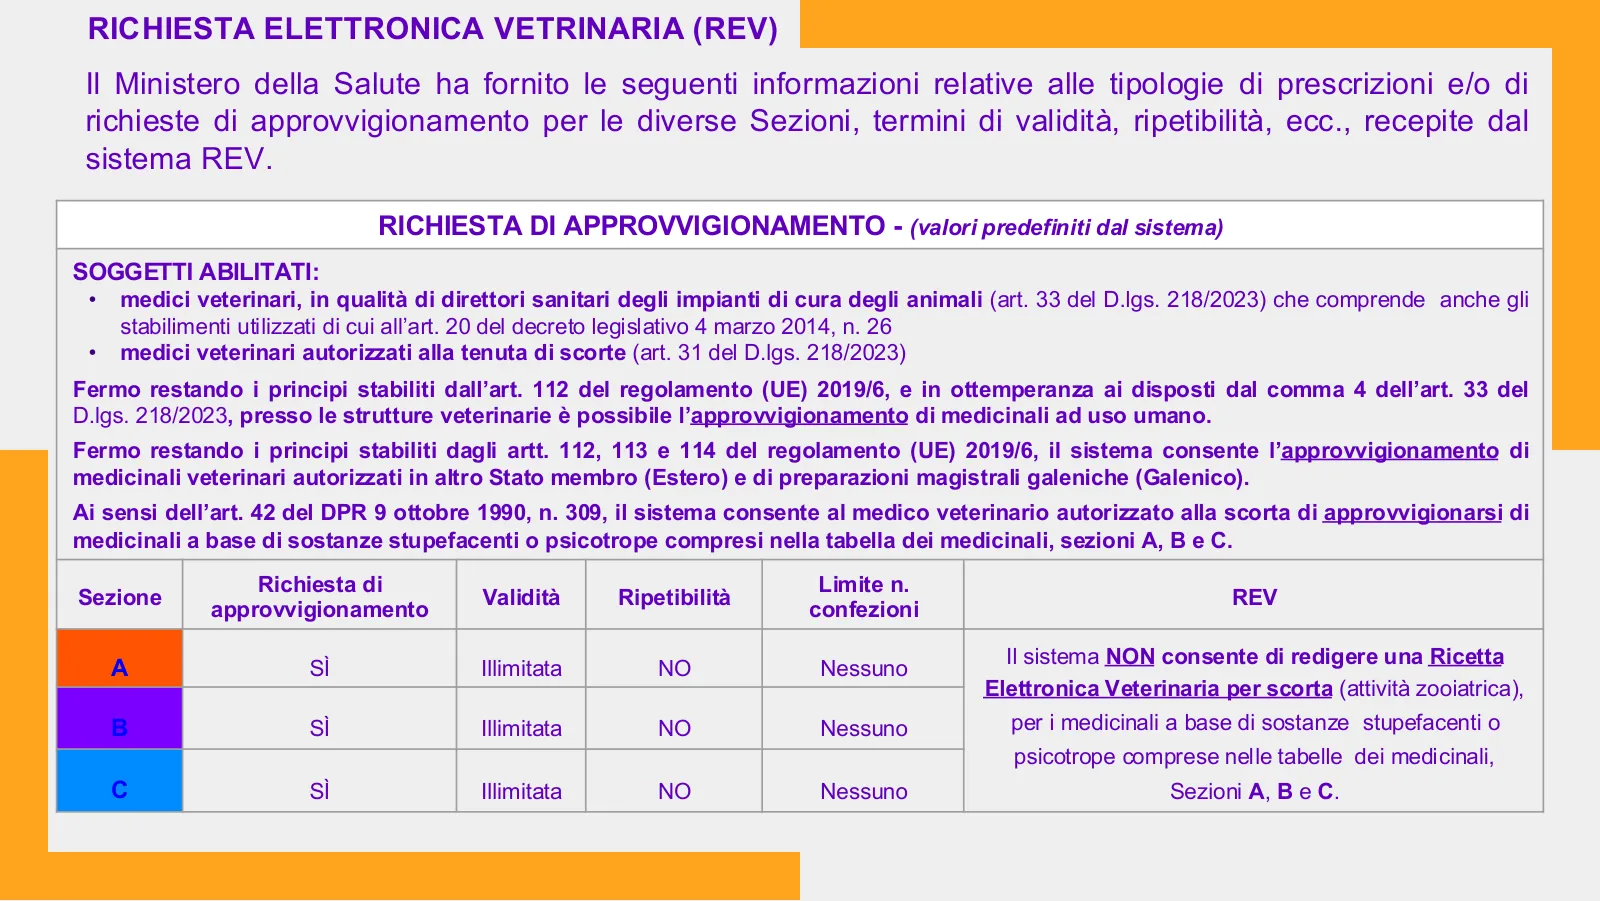 RICHIESTA ELETTRONICA VETRINARIA (REV)
Il Ministero della Salute ha fornito le seguenti informazioni relative alle tipologie di prescrizioni e/o di
richieste di approvvigionamento per le diverse Sezioni, termini di validità, ripetibilità, ecc., recepite dal
sistema REV.
RICHIESTA DI APPROVVIGIONAMENTO - (valori predefiniti dal sistema)
SOGGETTI ABILITATI:
• medici veterinari, in qualità di direttori sanitari degli impianti di cura degli animali (art. 33 del D.lgs. 218/2023) che comprende anche gli
stabilimenti utilizzati di cui all’art. 20 del decreto legislativo 4 marzo 2014, n. 26
• medici veterinari autorizzati alla tenuta di scorte (art. 31 del D.lgs. 218/2023)
Fermo restando i principi stabiliti dall’art. 112 del regolamento (UE) 2019/6, e in ottemperanza ai disposti dal comma 4 dell’art. 33 del
D.lgs. 218/2023, presso le strutture veterinarie è possibile l’approvvigionamento di medicinali ad uso umano.
Fermo restando i principi stabiliti dagli artt. 112, 113 e 114 del regolamento (UE) 2019/6, il sistema consente l’approvvigionamento di
medicinali veterinari autorizzati in altro Stato membro (Estero) e di preparazioni magistrali galeniche (Galenico).
Ai sensi dell’art. 42 del DPR 9 ottobre 1990, n. 309, il sistema consente al medico veterinario autorizzato alla scorta di approvvigionarsi di
medicinali a base di sostanze stupefacenti o psicotrope compresi nella tabella dei medicinali, sezioni A, B e C.
Sezione
Richiesta di
approvvigionamento
Validità
Ripetibilità
Limite n.
confezioni
REV
A SÌ Illimitata NO Nessuno
B SÌ Illimitata NO Nessuno
C SÌ Illimitata NO Nessuno
Il sistema NON consente di redigere una Ricetta
Elettronica Veterinaria per scorta (attività zooiatrica),
per i medicinali a base di sostanze stupefacenti o
psicotrope comprese nelle tabelle dei medicinali,
Sezioni A, B e C.